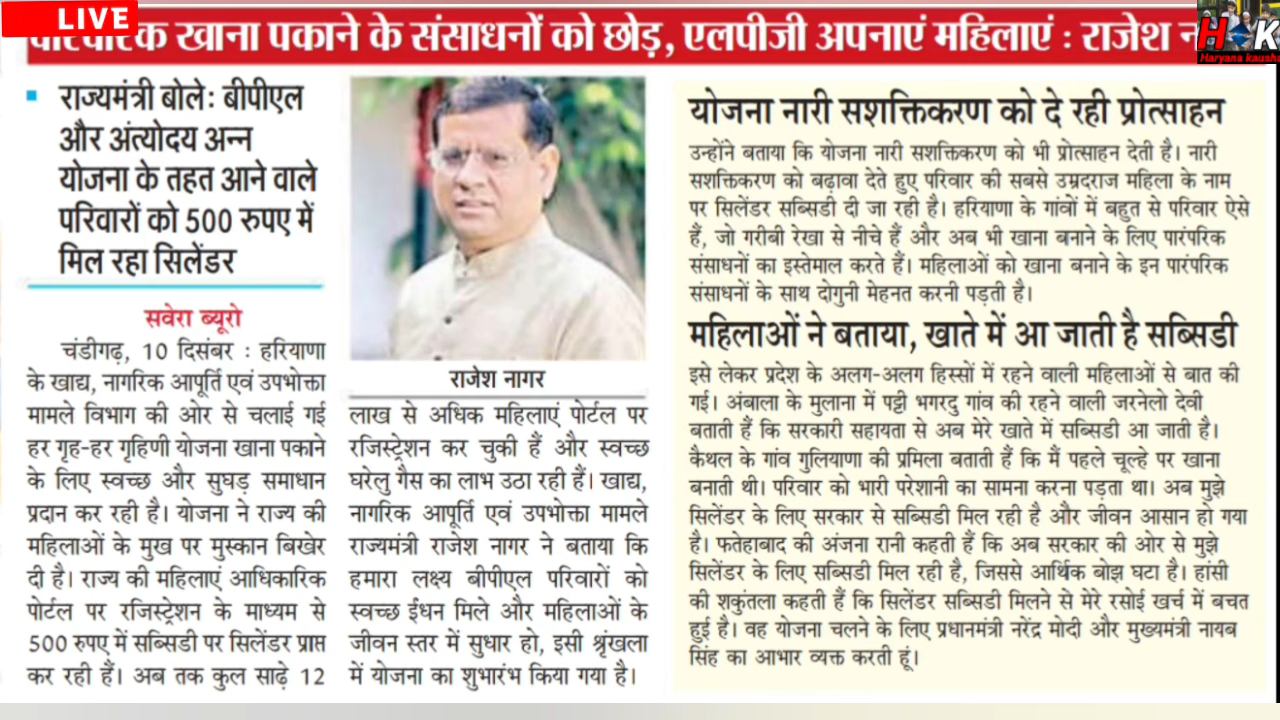 LIVE
खाना पकाने के संसाधनों को छोड़, एलपीजी अपनाएं महिलाएं : राजेश
H K
Haryana kausha
राज्यमंत्री बोले: बीपीएल
और अंत्योदय अन्न
योजना के तहत आने वाले
परिवारों को 500 रुपए में
मिल रहा सिलेंडर
सवेरा ब्यूरो
चंडीगढ़, 10 दिसंबर : हरियाणा
के खाद्य, नागरिक आपूर्ति एवं उपभोक्ता
मामले विभाग की ओर से चलाई गई
हर गृह-हर गृहिणी योजना खाना पकाने
के लिए स्वच्छ और सुघड़ समाधान
प्रदान कर रही है। योजना ने राज्य की
महिलाओं के मुख पर मुस्कान बिखेर
दी है। राज्य की महिलाएं आधिकारिक
पोर्टल पर रजिस्ट्रेशन के माध्यम से
500 रुपए में सब्सिडी पर सिलेंडर प्राप्त
कर रही हैं। अब तक कुल साढ़े 12
राजेश नागर
लाख से अधिक महिलाएं पोर्टल पर
रजिस्ट्रेशन कर चुकी हैं और स्वच्छ
घरेलु गैस का लाभ उठा रही हैं। खाद्य,
नागरिक आपूर्ति एवं उपभोक्ता मामले
राज्यमंत्री राजेश नागर ने बताया कि
हमारा लक्ष्य बीपीएल परिवारों को
स्वच्छ ईंधन मिले और महिलाओं के
जीवन स्तर में सुधार हो, इसी श्रृंखला
में योजना का शुभारंभ किया गया है।
योजना नारी सशक्तिकरण को दे रही प्रोत्साहन
उन्होंने बताया कि योजना नारी सशक्तिकरण को भी प्रोत्साहन देती है। नारी
सशक्तिकरण को बढ़ावा देते हुए परिवार की सबसे उम्रदराज महिला के नाम
पर सिलेंडर सब्सिडी दी जा रही है। हरियाणा के गांवों में बहुत से परिवार ऐसे
हैं, जो गरीबी रेखा से नीचे हैं और अब भी खाना बनाने के लिए पारंपरिक
संसाधनों का इस्तेमाल करते हैं। महिलाओं को खाना बनाने के इन पारंपरिक
संसाधनों के साथ दोगुनी मेहनत करनी पड़ती है।
महिलाओं ने बताया, खाते में आ जाती है सब्सिडी
इसे लेकर प्रदेश के अलग-अलग हिस्सों में रहने वाली महिलाओं से बात की
गई। अंबाला के मुलाना में पट्टी भगरदु गांव की रहने वाली जरनेलो देवी
बताती हैं कि सरकारी सहायता से अब मेरे खाते में सब्सिडी आ जाती है।
कैथल के गांव गुलियाणा की प्रमिला बताती हैं कि मैं पहले चूल्हे पर खाना
बनाती थी। परिवार को भारी परेशानी का सामना करना पड़ता था। अब मुझे
सिलेंडर के लिए सरकार से सब्सिडी मिल रही है और जीवन आसान हो गया
है। फतेहाबाद की अंजना रानी कहती हैं कि अब सरकार की ओर से मुझे
सिलेंडर के लिए सब्सिडी मिल रही है, जिससे आर्थिक बोझ घटा है। हांसी
की शकुंतला कहती हैं कि सिलेंडर सब्सिडी मिलने से मेरे रसोई खर्च में बचत
हुई है। वह योजना चलने के लिए प्रधानमंत्री नरेंद्र मोदी और मुख्यमंत्री नायब
सिंह का आभार व्यक्त करती हूं।